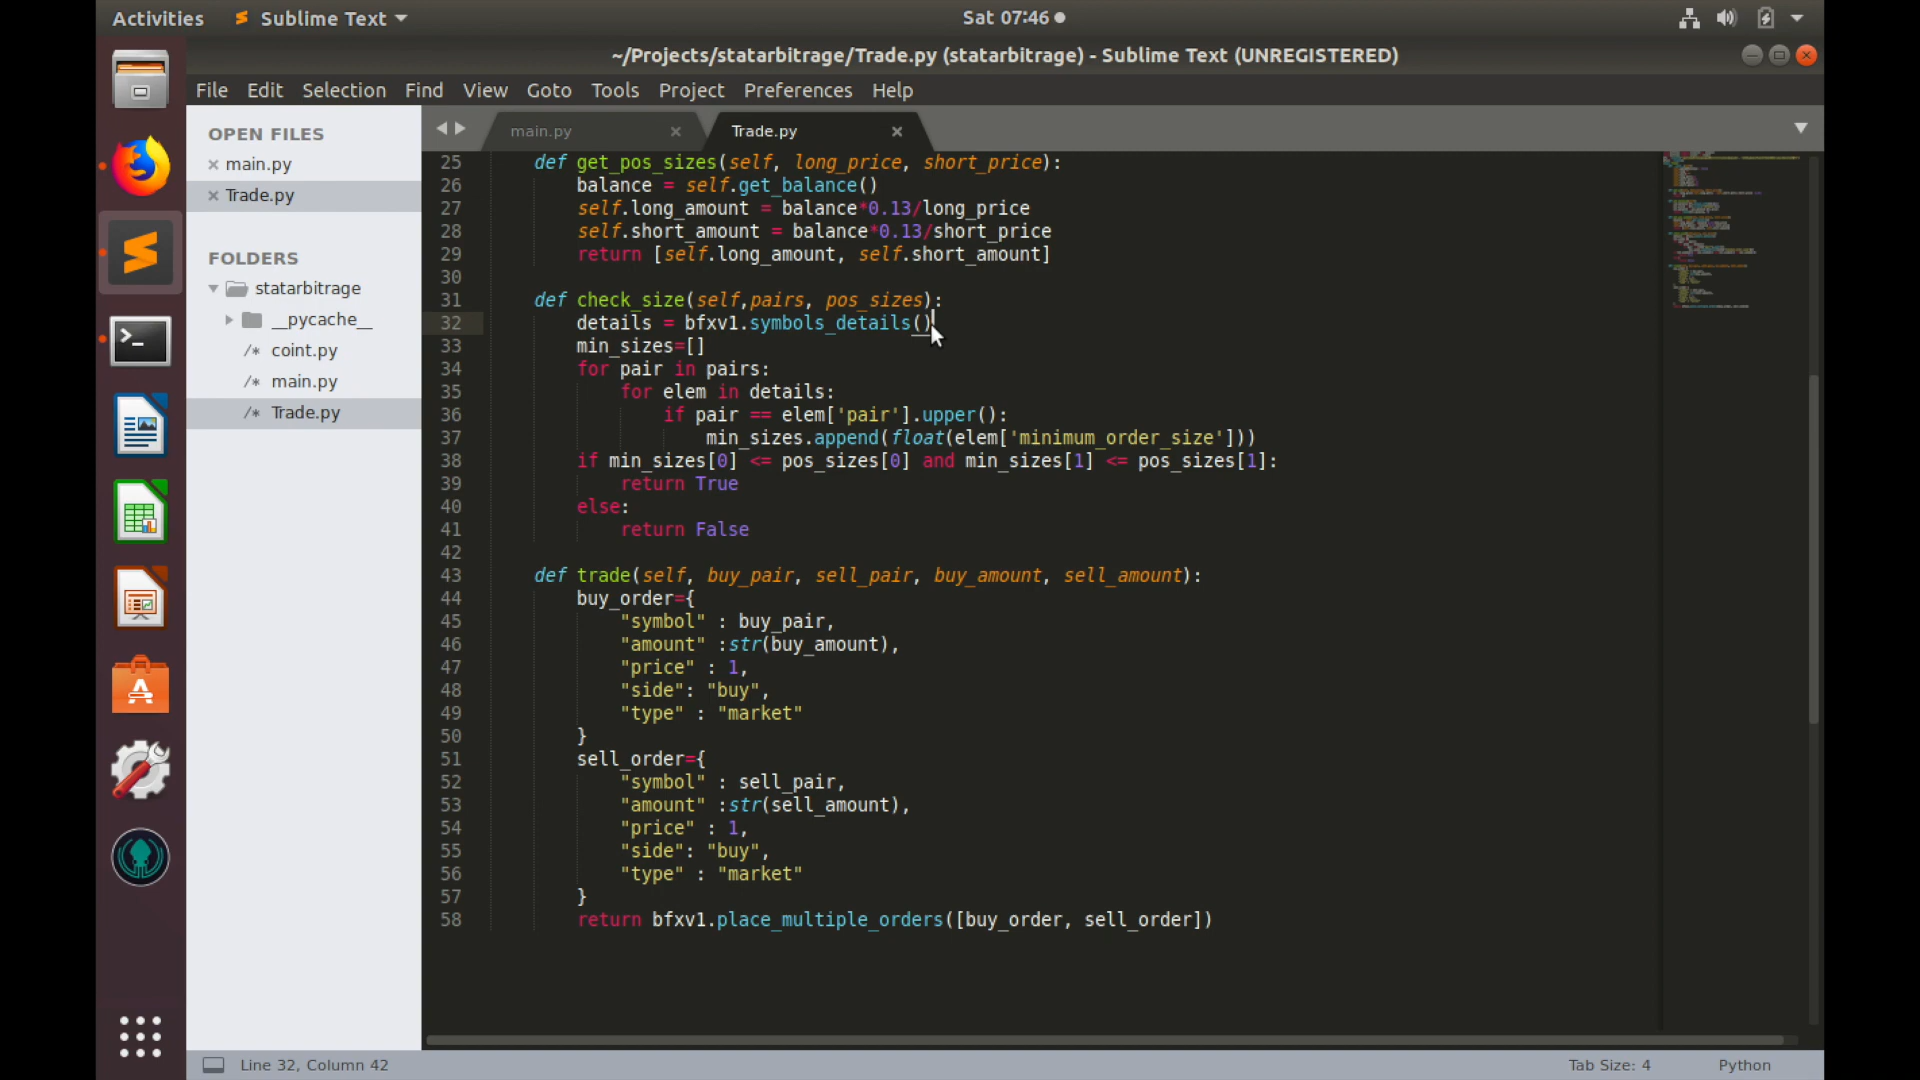 Activities Sublime Text Sat 07:46
~/Projects/statarbitrage/Trade.py (statarbitrage) - Sublime Text (UNREGISTERED)
File Edit Selection Find View Goto Tools Project Preferences Help
OPEN FILES
main.py
Trade.py
FOLDERS
statarbitrage
__pycache__
/* coint.py
/* main.py
/* Trade.py
main.py Trade.py
25 def get_pos_sizes(self, long_price, short_price):
26 balance = self.get_balance()
27 self.long_amount = balance*0.13/long_price
28 self.short_amount = balance*0.13/short_price
29 return [self.long_amount, self.short_amount]
30
31 def check_size(self,pairs, pos_sizes):
32 details = bfxv1.symbols_details()
33 min_sizes=[]
34 for pair in pairs:
35 for elem in details:
36 if pair == elem['pair'].upper():
37 min_sizes.append(float(elem['minimum_order_size']))
38 if min_sizes[0] <= pos_sizes[0] and min_sizes[1] <= pos_sizes[1]:
39 return True
40 else:
41 return False
42
43 def trade(self, buy_pair, sell_pair, buy_amount, sell_amount):
44 buy_order={
45 "symbol" : buy_pair,
46 "amount" :str(buy_amount),
47 "price" : 1,
48 "side": "buy",
49 "type" : "market"
50 }
51 sell_order={
52 "symbol" : sell_pair,
53 "amount" :str(sell_amount),
54 "price" : 1,
55 "side": "buy",
56 "type" : "market"
57 }
58 return bfxv1.place_multiple_orders([buy_order, sell_order])
Line 32, Column 42 Tab Size: 4 Python